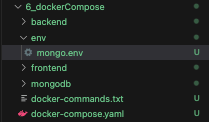 6_dockerCompose
backend
env
mongo.env U
frontend
mongodb
docker-commands.txt U
docker-compose.yaml U